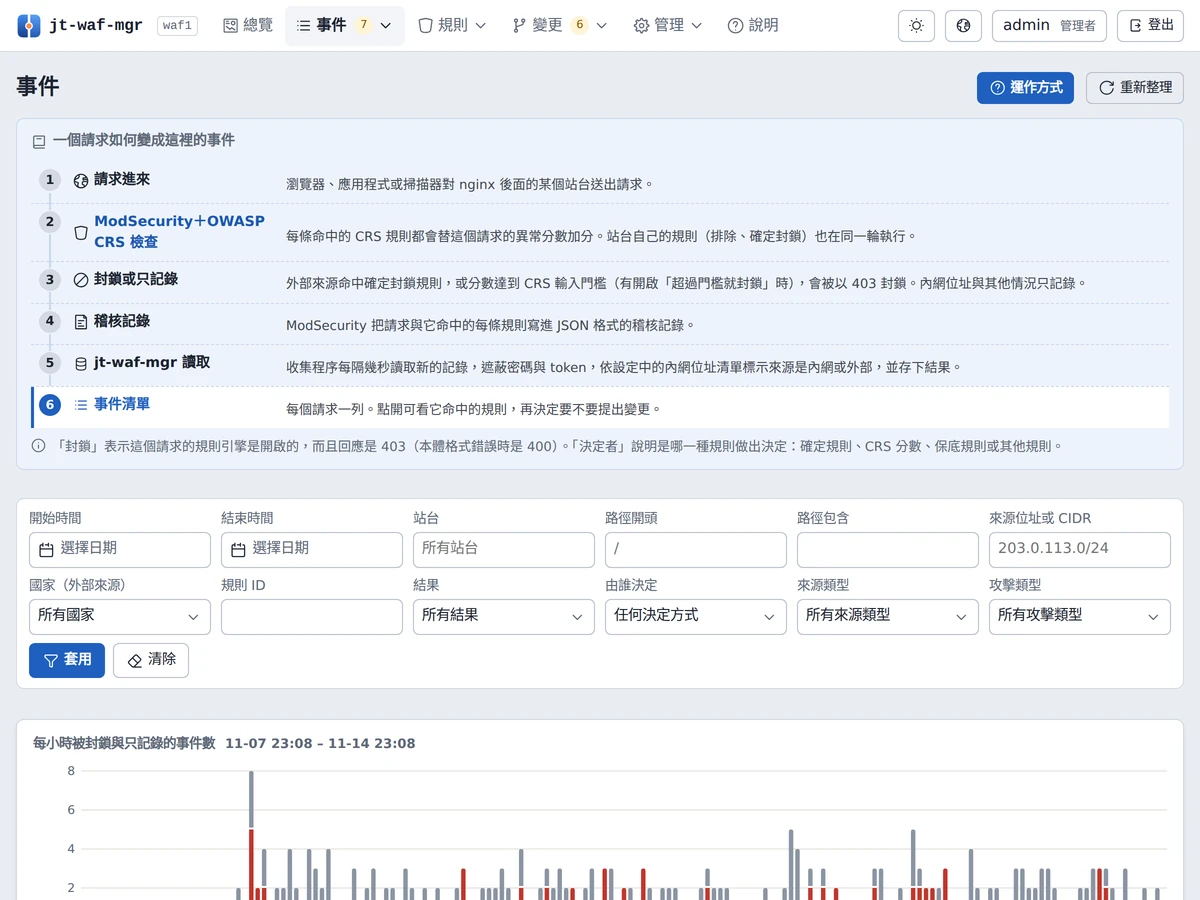 jt-waf-mgr waf1 總覽 事件 7 規則 變更 6 管理 說明 admin 管理者 登出
事件 運作方式 重新整理
一個請求如何變成這裡的事件
1 請求進來 瀏覽器、應用程式或掃描器對 nginx 後面的某個站台送出請求。
2 ModSecurity＋OWASP
CRS 檢查 每條命中的 CRS 規則都會替這個請求的異常分數加分。站台自己的規則（排除、確定封鎖）也在同一輪執行。
3 封鎖或只記錄 外部來源命中確定封鎖規則，或分數達到 CRS 輸入門檻（有開啟「超過門檻就封鎖」時），會被以 403 封鎖。內網位址與其他情況只記錄。
4 稽核記錄 ModSecurity 把請求與它命中的每條規則寫進 JSON 格式的稽核記錄。
5 jt-waf-mgr 讀取 收集程序每隔幾秒讀取新的記錄，遮蔽密碼與 token，依設定中的內網位址清單標示來源是內網或外部，並存下結果。
6 事件清單 每個請求一列。點開可看它命中的規則，再決定要不要提出變更。
「封鎖」表示這個請求的規則引擎是開啟的，而且回應是 403（本體格式錯誤時是 400）。「決定者」說明是哪一種規則做出決定：確定規則、CRS 分數、保底規則或其他規則。
開始時間 結束時間 站台 路徑開頭 路徑包含 來源位址或 CIDR
選擇日期 選擇日期 所有站台 / 203.0.113.0/24
國家（外部來源） 規則 ID 結果 由誰決定 來源類型 攻擊類型
所有國家 所有結果 任何決定方式 所有來源類型 所有攻擊類型
套用 清除
每小時被封鎖與只記錄的事件數 11-07 23:08 – 11-14 23:08
8
6
4
2